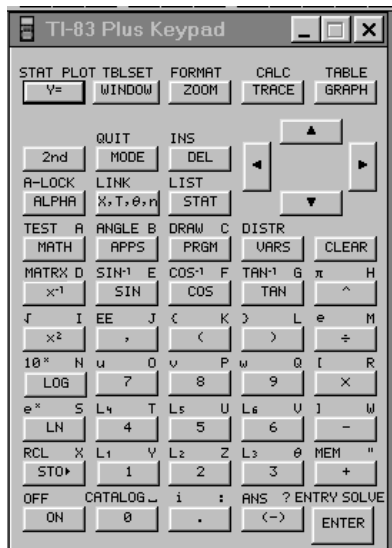 TI-83 Plus Keypad
STAT PLOT TBLSET FORMAT CALC TABLE
Y= WINDOW ZOOM TRACE GRAPH
QUIT INS
2nd MODE DEL
A-LOCK LINK LIST
ALPHA X,T,θ,n STAT
TEST A ANGLE B DRAW C DISTR
MATH APPS PRGM VARS CLEAR
MATRX D SIN-1 E COS-1 F TAN-1 G π H
x-1 SIN COS TAN ^
√ I EE J { K } L e M
x² , ( ) ÷
10ˣ N u O v P w Q [ R
LOG 7 8 9 ×
eˣ S L4 T L5 U L6 V ] W
LN 4 5 6 −
RCL X L1 Y L2 Z L3 θ MEM "
STO▶ 1 2 3 +
OFF CATALOG ⎵ i : ANS ? ENTRY SOLVE
ON 0 . (-) ENTER